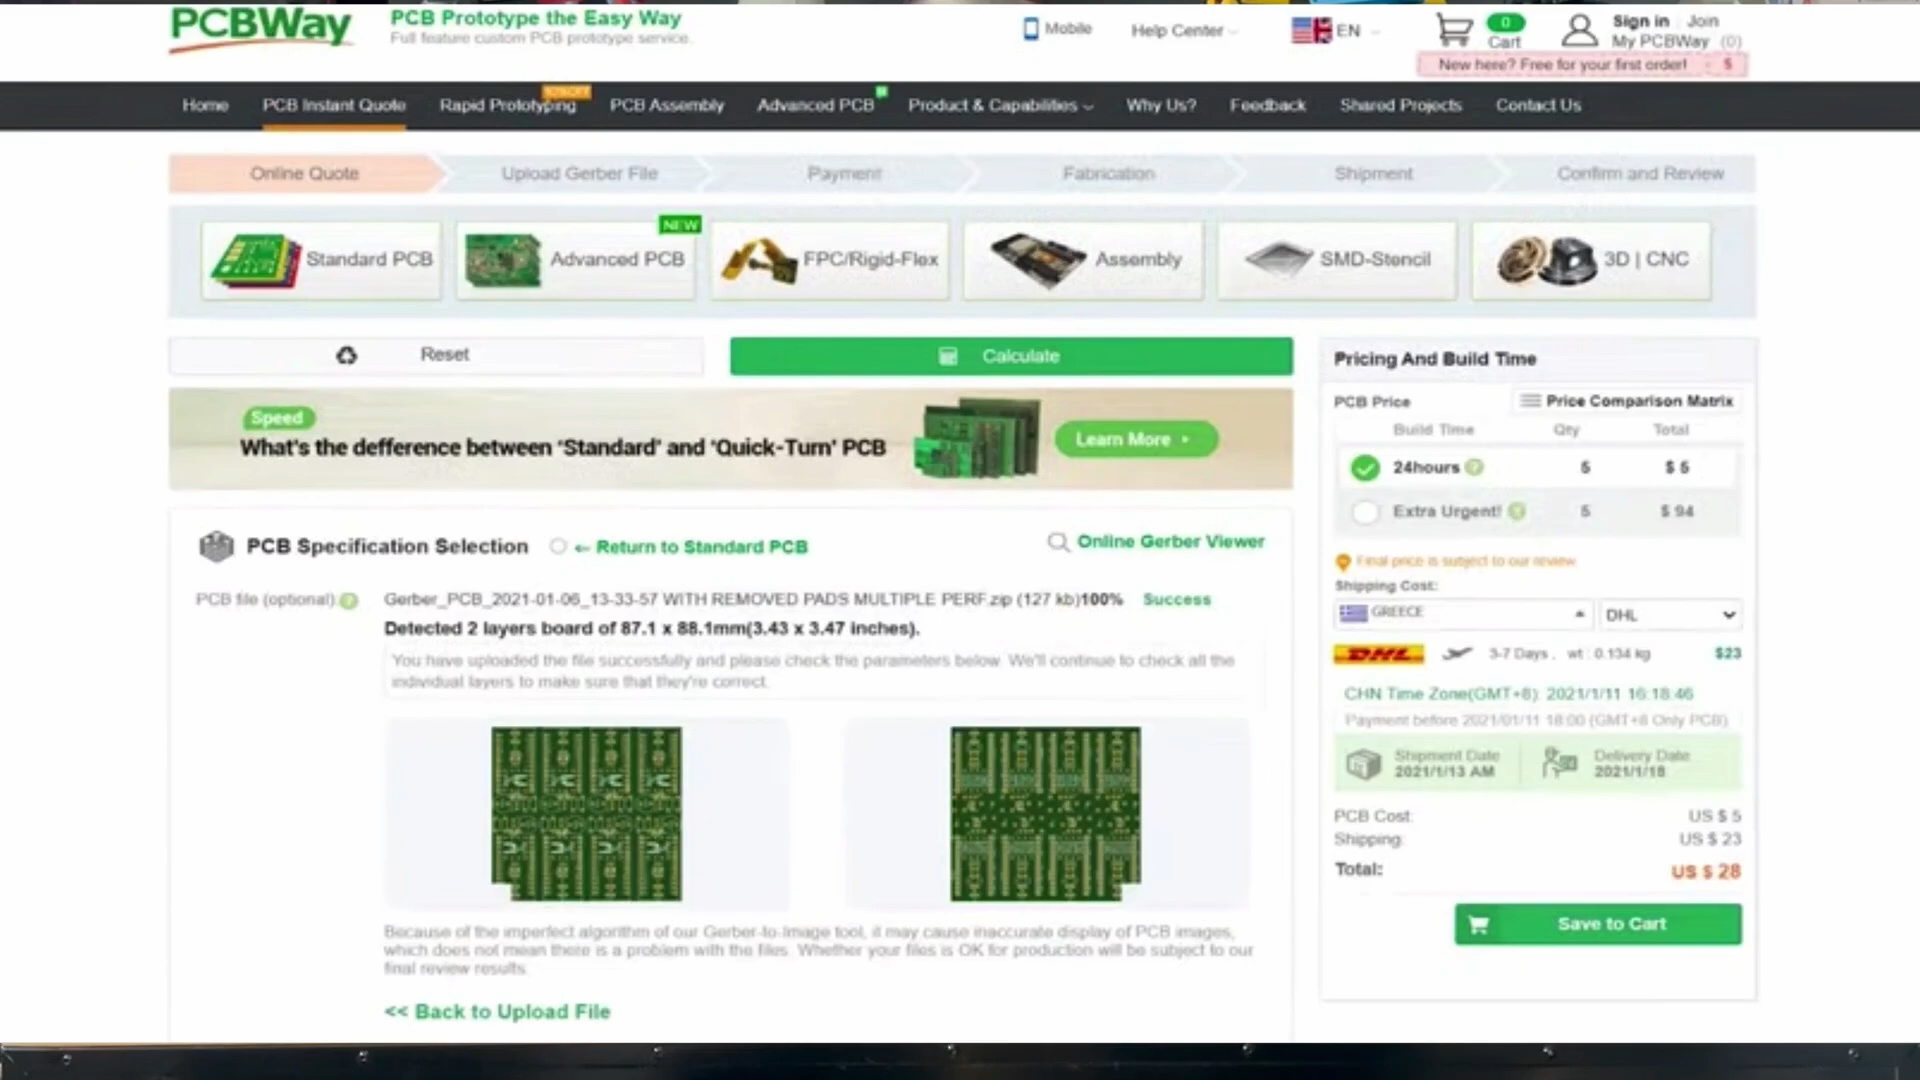 PCBWay
PCB Prototype the Easy Way
Full feature custom PCB prototype service.
Mobile
Help Center
EN
0
Cart
Sign in Join
My PCBWay (0)
New here? Free for your first order!
Home PCB Instant Quote Rapid Prototyping PCB Assembly Advanced PCB Product & Capabilities Why Us? Feedback Shared Projects Contact Us
Online Quote Upload Gerber File Payment Fabrication Shipment Confirm and Review
NEW
Standard PCB Advanced PCB FPC/Rigid-Flex Assembly SMD-Stencil 3D | CNC
Reset
Calculate
Speed
What's the defference between 'Standard' and 'Quick-Turn' PCB
Learn More
PCB Specification Selection
← Return to Standard PCB
Online Gerber Viewer
PCB file (optional)
Gerber_PCB_2021-01-06_13-33-57 WITH REMOVED PADS MULTIPLE PERF.zip (127 kb)100% Success
Detected 2 layers board of 87.1 x 88.1mm(3.43 x 3.47 inches).
You have uploaded the file successfully and please check the parameters below. We'll continue to check all the
individual layers to make sure that they're correct.
Because of the imperfect algorithm of our Gerber-to-Image tool, it may cause inaccurate display of PCB images,
which does not mean there is a problem with the files. Whether your files is OK for production will be subject to our
final review results.
<< Back to Upload File
Pricing And Build Time
PCB Price
Price Comparison Matrix
Build Time Qty Total
24hours 5 $ 5
Extra Urgent! 5 $ 94
Final price is subject to our review
Shipping Cost:
GREECE
DHL
DHL 3-7 Days , wt : 0.134 kg $23
CHN Time Zone(GMT+8): 2021/1/11 16:18:46
Payment before 2021/01/11 18:00 (GMT+8 Only PCB)
Shipment Date
2021/1/13 AM
Delivery Date
2021/1/18
PCB Cost: US $ 5
Shipping: US $ 23
Total: US $ 28
Save to Cart